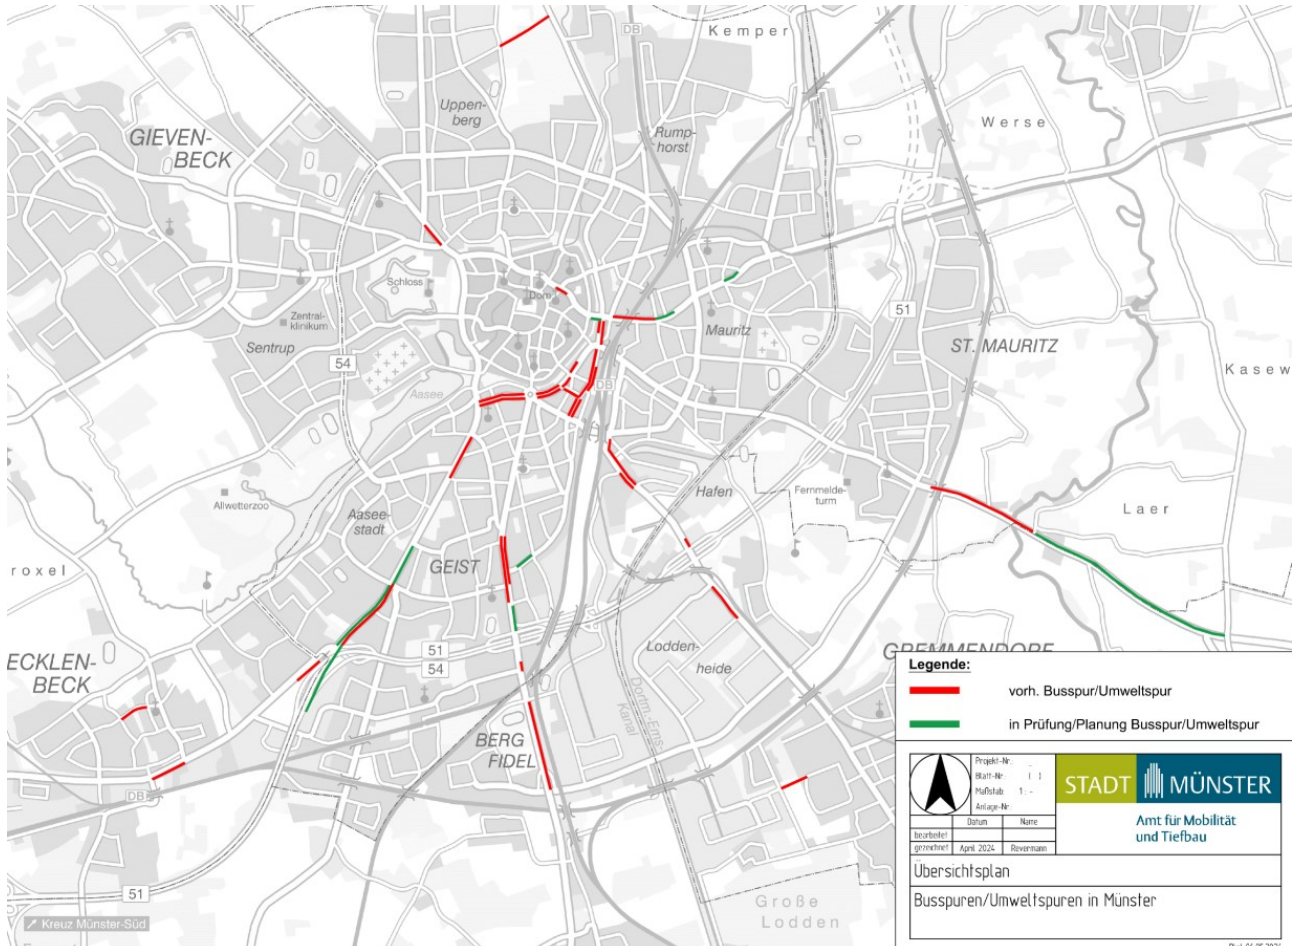 Kemper
DB
Uppen-
berg
GIEVEN-
BECK
Rump-
horst
Werse
Schloss
Dom
Zentral-
klinikum
Sentrup
54
Mauritz
51
ST. MAURITZ
Kasew
Aasee
DB
Allwetterzoo
Aasee-
stadt
Hafen
Fernmelde-
turm
Laer
roxel
GEIST
51
54
Lodden-
heide
GREMMENDORF
ECKLEN-
BECK
Dortm.-Ems-
Kanal
BERG
FIDEL
DB
51
Kreuz Münster-Süd
Große
Lodden
Legende:
vorh. Busspur/Umweltspur
in Prüfung/Planung Busspur/Umweltspur
Projekt-Nr.: -
Blatt-Nr.: ( )
Maßstab: 1: -
Anlage-Nr.:
Datum Name
bearbeitet
gezeichnet April 2024 Revermann
STADT MÜNSTER
Amt für Mobilität
und Tiefbau
Übersichtsplan
Busspuren/Umweltspuren in Münster